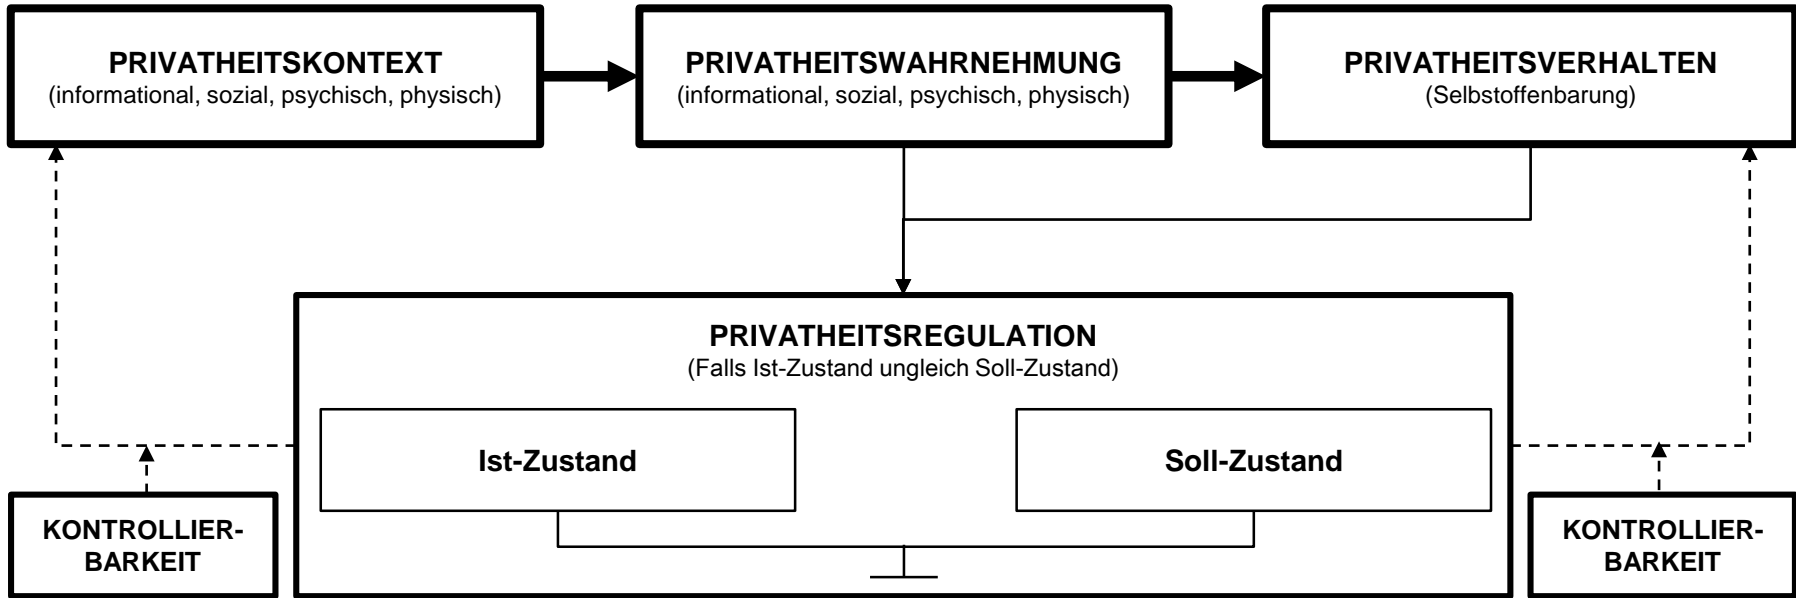 PRIVATHEITSKONTEXT
(informational, sozial, psychisch, physisch)
PRIVATHEITSWAHRNEHMUNG
(informational, sozial, psychisch, physisch)
PRIVATHEITSVERHALTEN
(Selbstoffenbarung)
PRIVATHEITSREGULATION
(Falls Ist-Zustand ungleich Soll-Zustand)
Ist-Zustand
Soll-Zustand
KONTROLLIER-
BARKEIT
KONTROLLIER-
BARKEIT